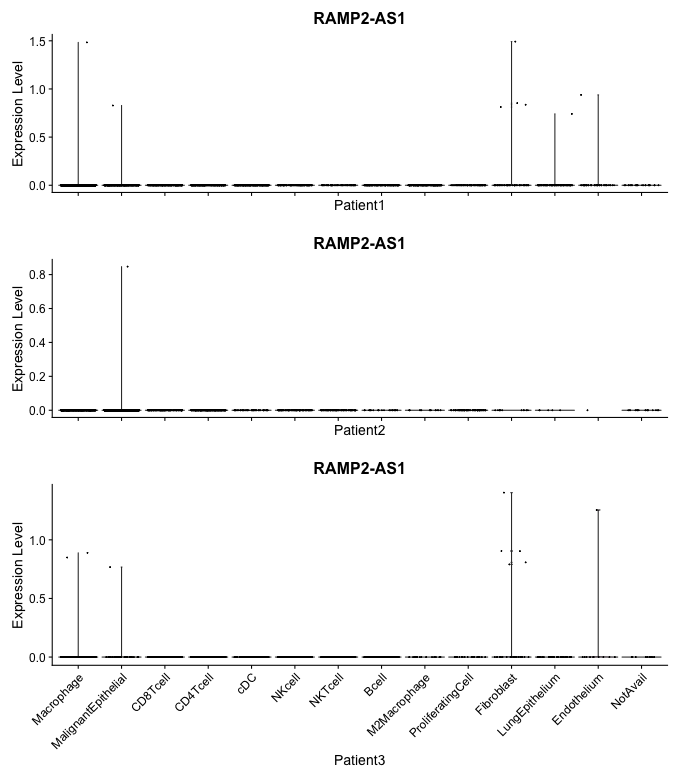 RAMP2-AS1
Expression Level
1.5
1.0
0.5
0.0
Patient1
RAMP2-AS1
Expression Level
0.8
0.6
0.4
0.2
0.0
Patient2
RAMP2-AS1
Expression Level
1.0
0.5
0.0
Macrophage
MalignantEpithelial
CD8Tcell
CD4Tcell
cDC
NKcell
NKTcell
Bcell
M2Macrophage
ProliferatingCell
Fibroblast
LungEpithelium
Endothelium
NotAvail
Patient3